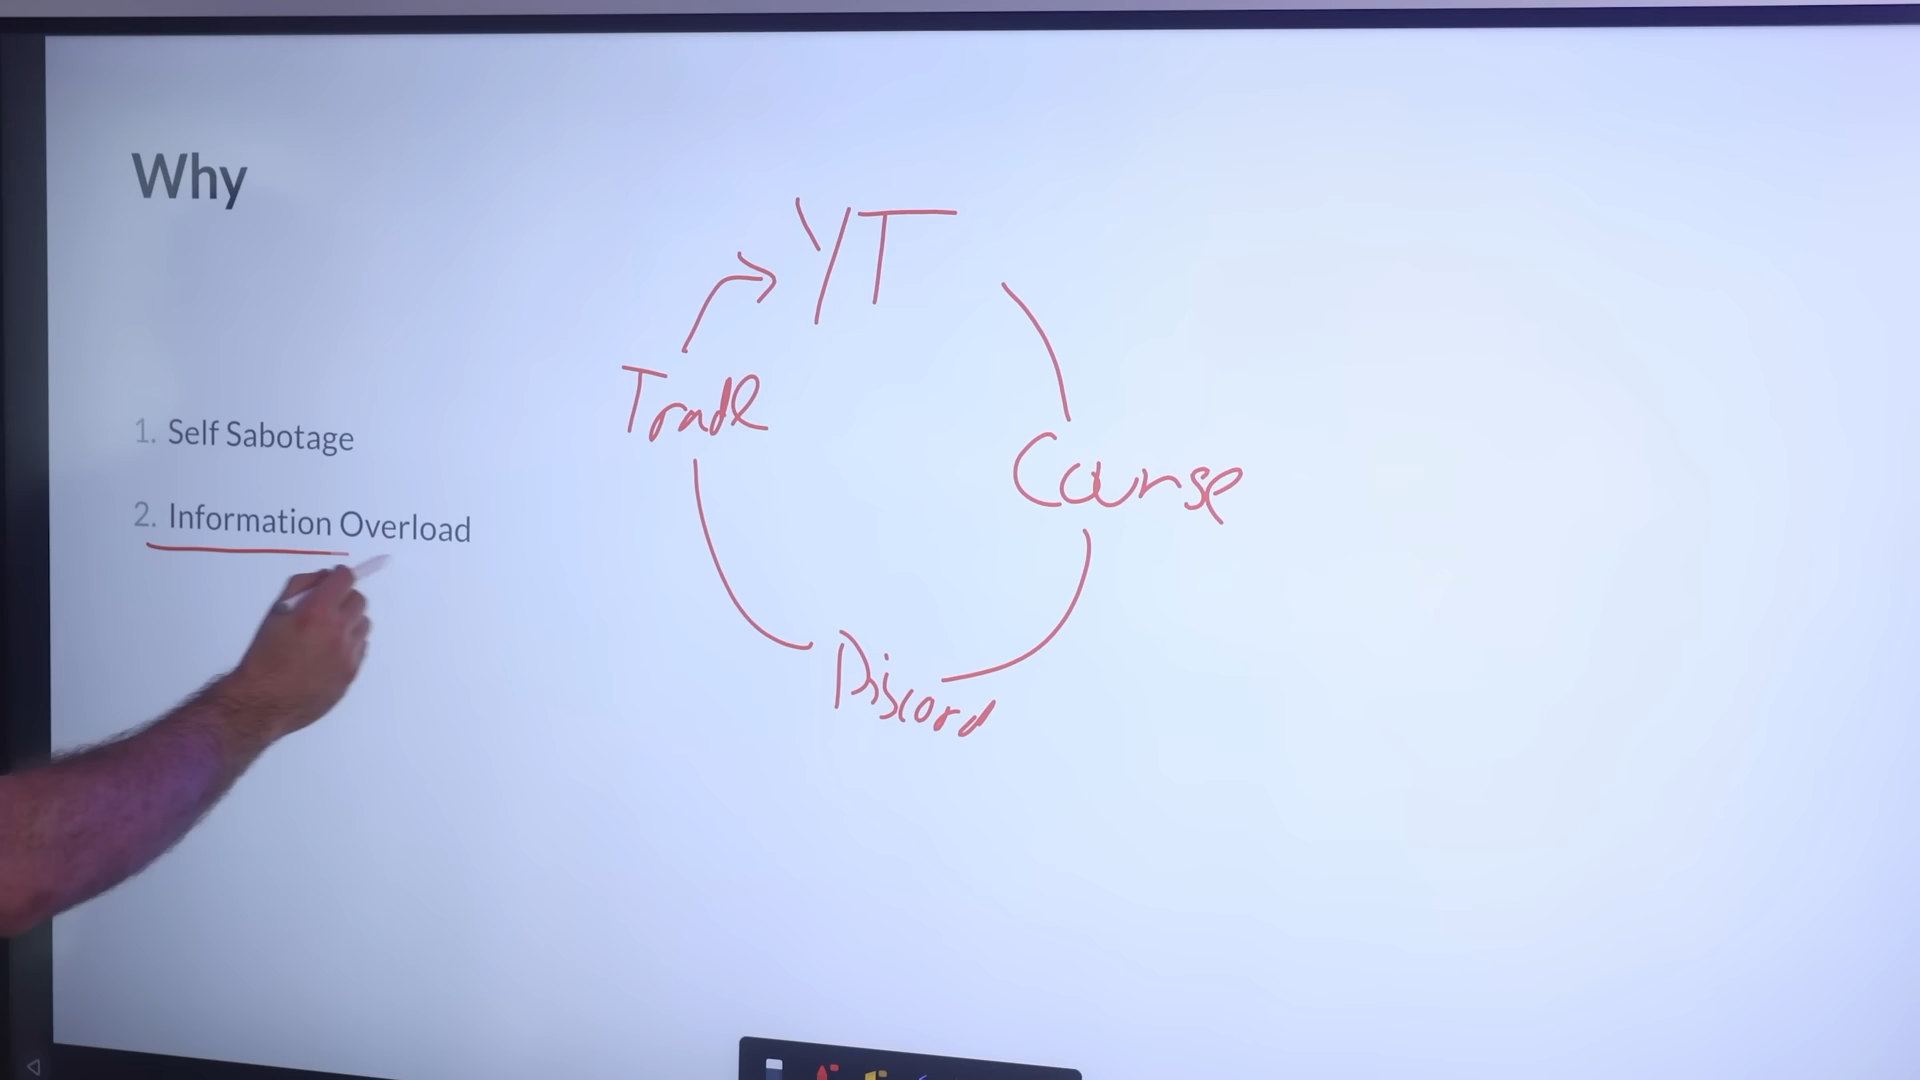 Why
1. Self Sabotage
2. Information Overload
YT
Trade
Course
Discord